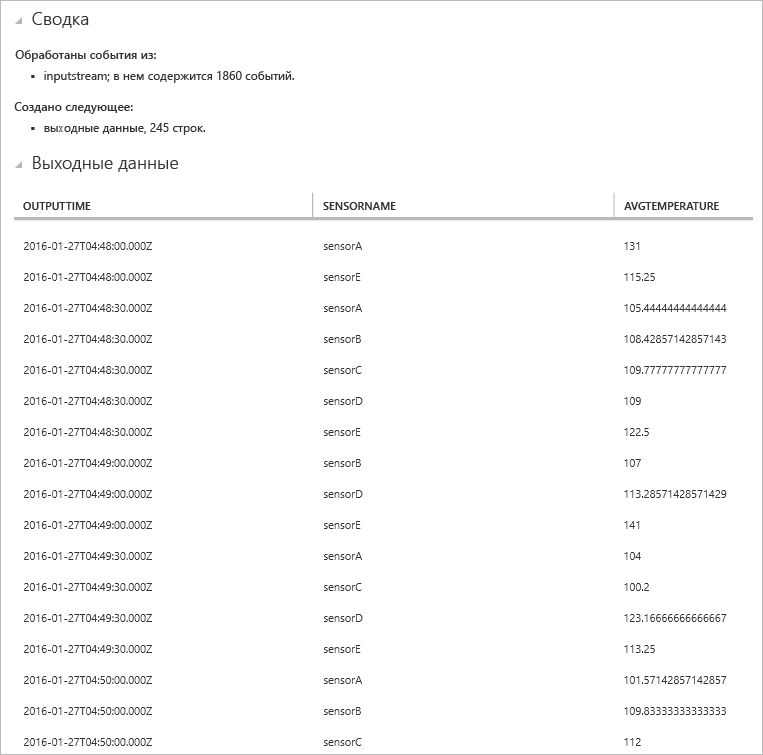 Сводка
Обработаны события из:
▪ inputstream; в нем содержится 1860 событий.
Создано следующее:
▪ выходные данные, 245 строк.
Выходные данные
OUTPUTTIME SENSORNAME AVGTEMPERATURE
2016-01-27T04:48:00.000Z sensorA 131
2016-01-27T04:48:00.000Z sensorE 115.25
2016-01-27T04:48:30.000Z sensorA 105.44444444444444
2016-01-27T04:48:30.000Z sensorB 108.42857142857143
2016-01-27T04:48:30.000Z sensorC 109.77777777777777
2016-01-27T04:48:30.000Z sensorD 109
2016-01-27T04:48:30.000Z sensorE 122.5
2016-01-27T04:49:00.000Z sensorB 107
2016-01-27T04:49:00.000Z sensorD 113.28571428571429
2016-01-27T04:49:00.000Z sensorE 141
2016-01-27T04:49:30.000Z sensorA 104
2016-01-27T04:49:30.000Z sensorC 100.2
2016-01-27T04:49:30.000Z sensorD 123.16666666666667
2016-01-27T04:49:30.000Z sensorE 113.25
2016-01-27T04:50:00.000Z sensorA 101.57142857142857
2016-01-27T04:50:00.000Z sensorB 109.83333333333333
2016-01-27T04:50:00.000Z sensorC 112